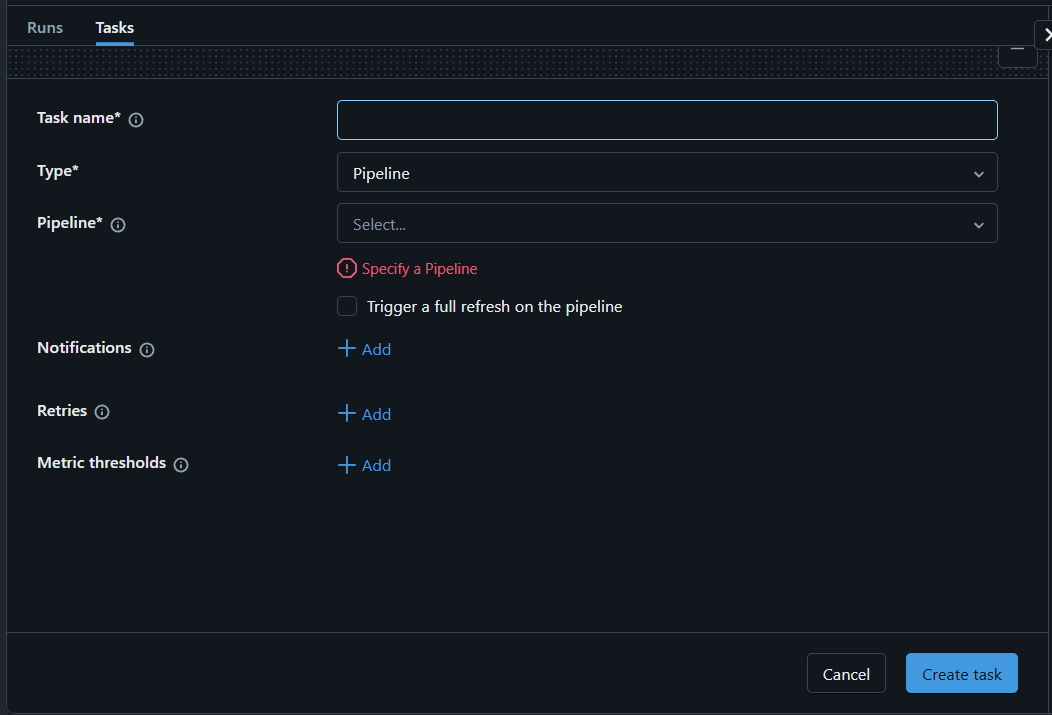 Runs Tasks
Task name*
Type* Pipeline
Pipeline* Select...
Specify a Pipeline
Trigger a full refresh on the pipeline
Notifications Add
Retries Add
Metric thresholds Add
Cancel Create task